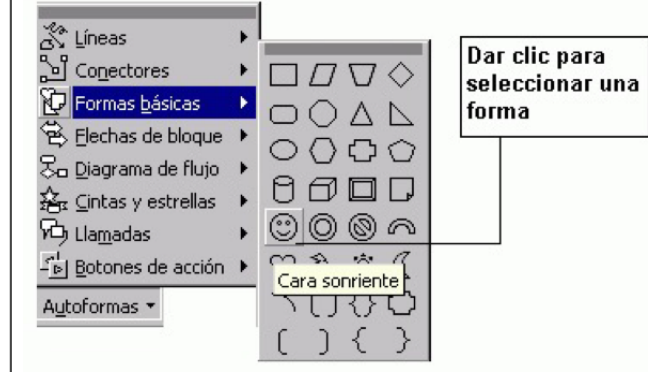 Líneas
Conectores
Formas básicas
Flechas de bloque
Diagrama de flujo
Cintas y estrellas
Llamadas
Botones de acción
Autoformas
Cara sonriente
Dar clic para
seleccionar una
forma